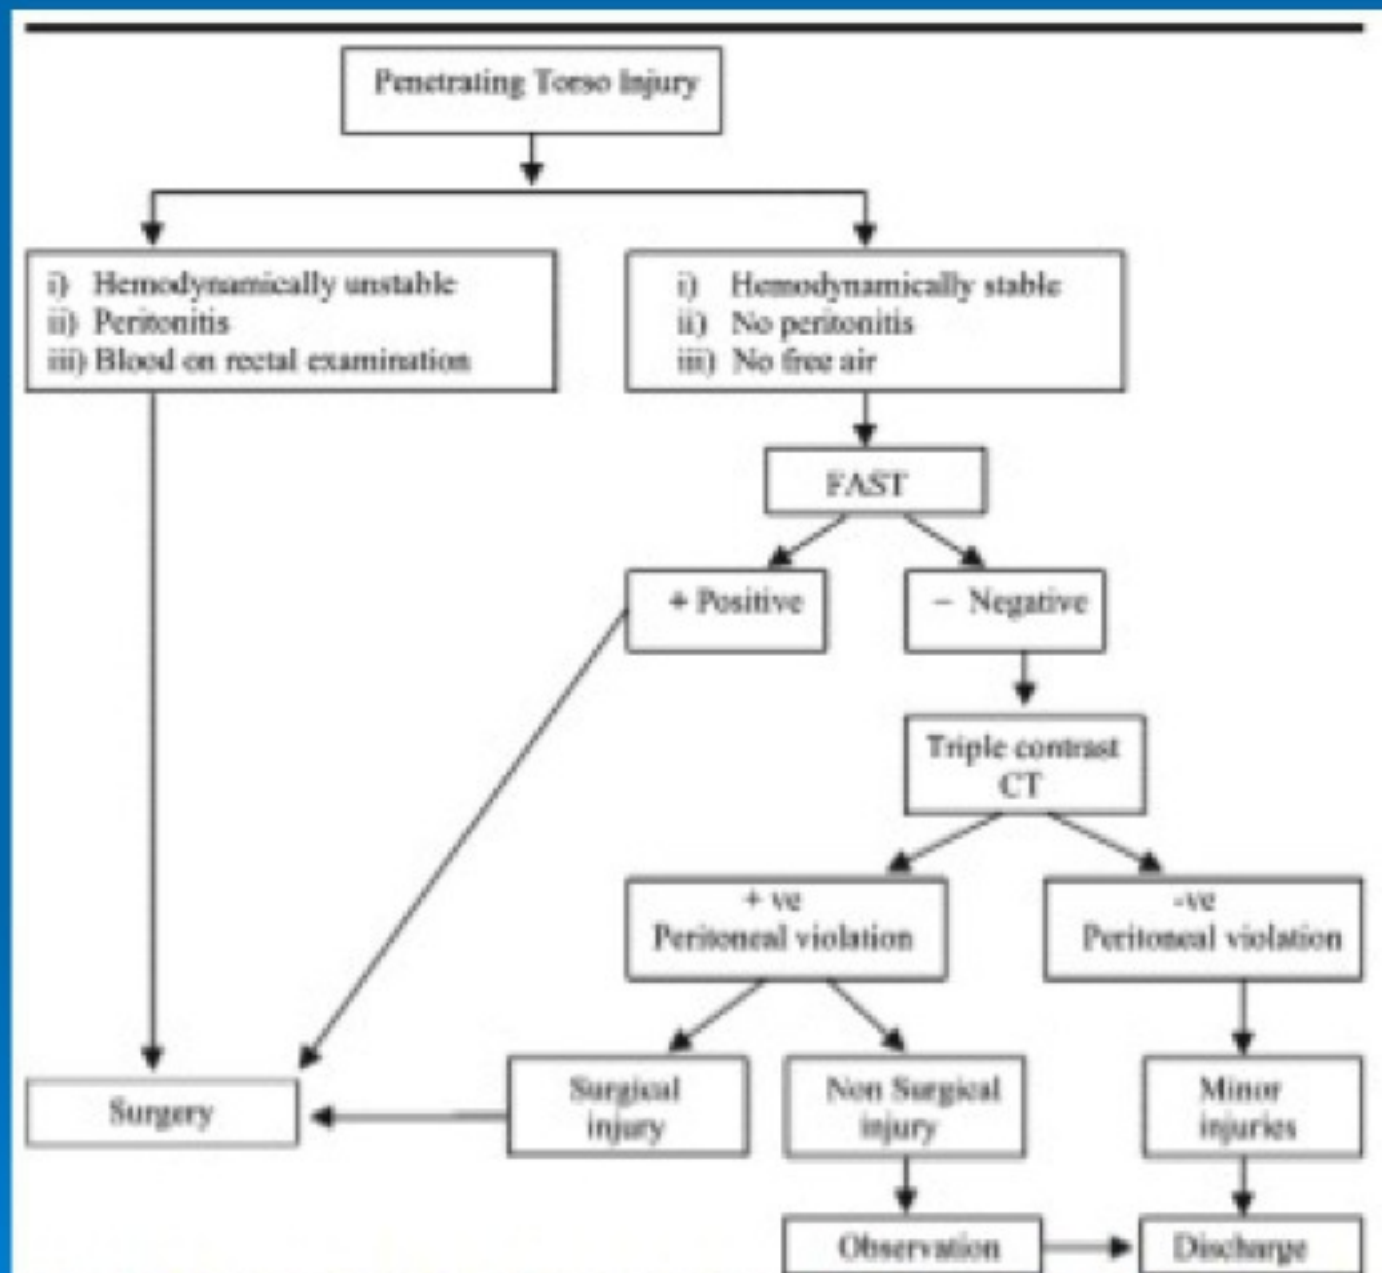 Penetrating Torso Injury
i) Hemodynamically unstable
ii) Peritonitis
iii) Blood on rectal examination
i) Hemodynamically stable
ii) No peritonitis
iii) No free air
FAST
+ Positive
– Negative
Triple contrast
CT
+ ve
Peritoneal violation
-ve
Peritoneal violation
Surgery
Surgical
injury
Non Surgical
injury
Minor
injuries
Observation
Discharge